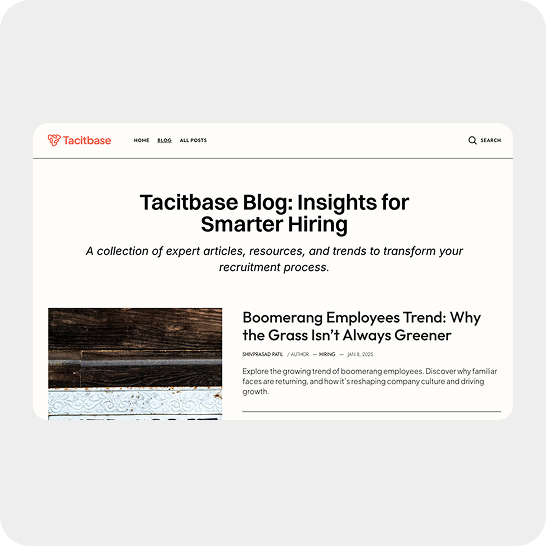 Tacitbase
HOME BLOG ALL POSTS
SEARCH
Tacitbase Blog: Insights for
Smarter Hiring
A collection of expert articles, resources, and trends to transform your
recruitment process.
Boomerang Employees Trend: Why
the Grass Isn't Always Greener
SHIVPRASAD PATIL / AUTHOR — HIRING — JAN 8, 2025
Explore the growing trend of boomerang employees. Discover why familiar
faces are returning, and how it's reshaping company culture and driving
growth.